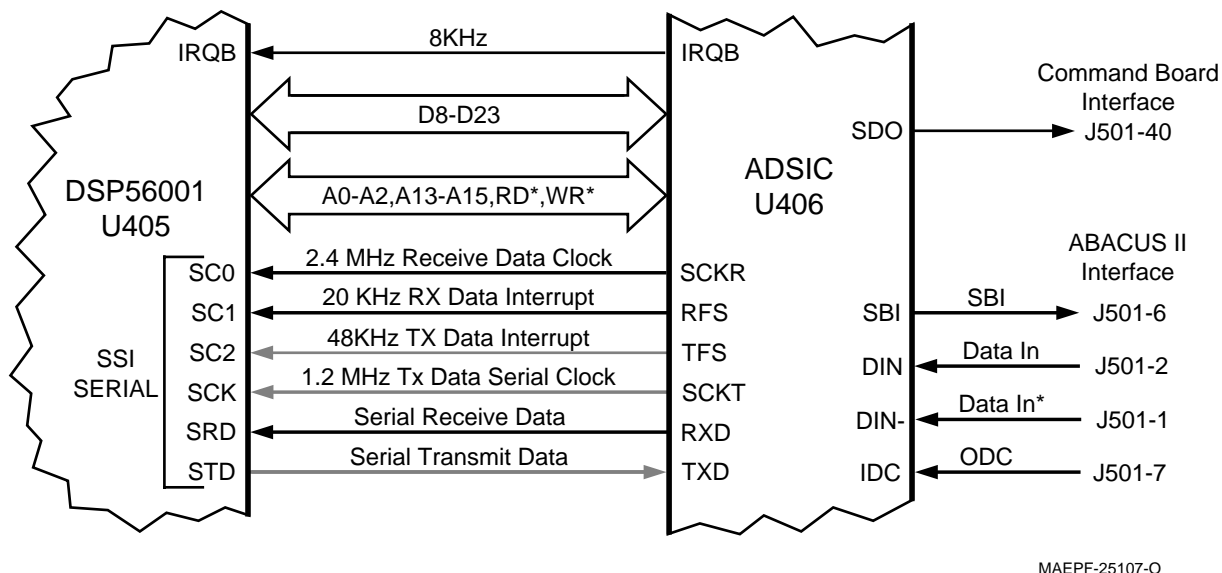 8KHz
IRQB
IRQB
D8-D23
Command Board
Interface
J501-40
SDO
DSP56001
U405
A0-A2,A13-A15,RD*,WR*
ADSIC
U406
SC0
2.4 MHz Receive Data Clock
SCKR
ABACUS II
Interface
SC1
20 KHz RX Data Interrupt
RFS
SBI
SBI
J501-6
SC2
48KHz TX Data Interrupt
TFS
DIN
Data In
J501-2
SSI
SERIAL
SCK
1.2 MHz Tx Data Serial Clock
SCKT
SRD
Serial Receive Data
RXD
DIN-
Data In*
J501-1
STD
Serial Transmit Data
TXD
IDC
ODC
J501-7
MAEPF-25107-O